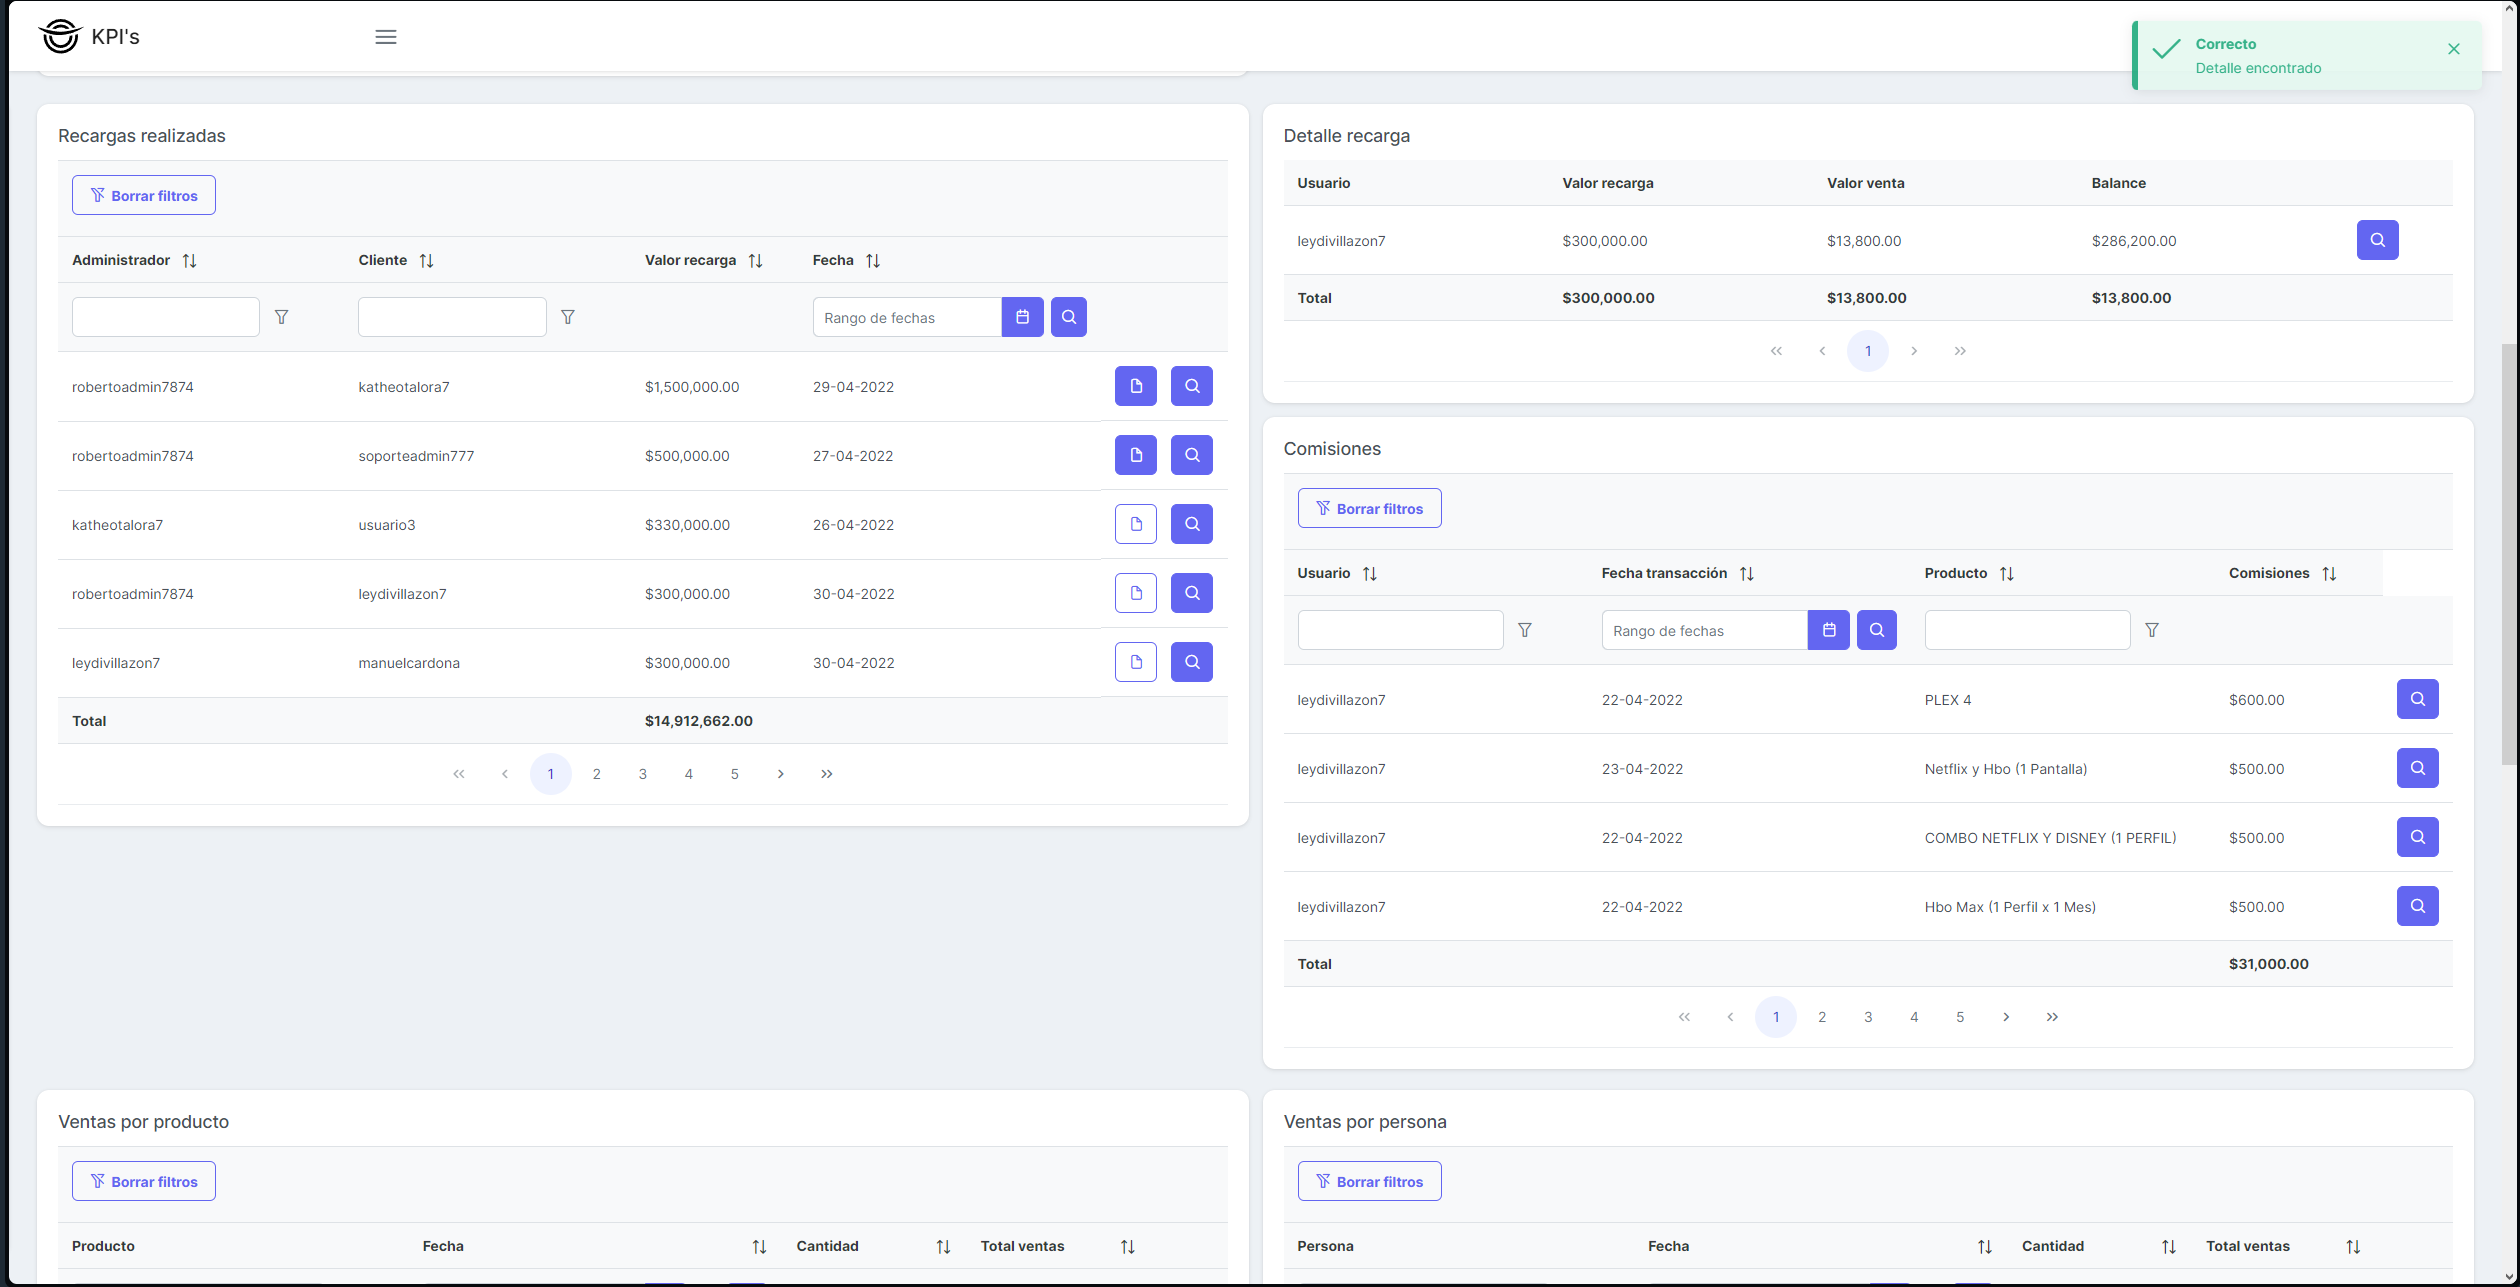 KPI's
Correcto
Detalle encontrado
Recargas realizadas
Borrar filtros
Administrador Cliente Valor recarga Fecha
Rango de fechas
robertoadmin7874 katheotalora7 $1,500,000.00 29-04-2022
robertoadmin7874 soporteadmin777 $500,000.00 27-04-2022
katheotalora7 usuario3 $330,000.00 26-04-2022
robertoadmin7874 leydivillazon7 $300,000.00 30-04-2022
leydivillazon7 manuelcardona $300,000.00 30-04-2022
Total $14,912,662.00
« ‹ 1 2 3 4 5 › »
Detalle recarga
Usuario Valor recarga Valor venta Balance
leydivillazon7 $300,000.00 $13,800.00 $286,200.00
Total $300,000.00 $13,800.00 $13,800.00
« ‹ 1 › »
Comisiones
Borrar filtros
Usuario Fecha transacción Producto Comisiones
Rango de fechas
leydivillazon7 22-04-2022 PLEX 4 $600.00
leydivillazon7 23-04-2022 Netflix y Hbo (1 Pantalla) $500.00
leydivillazon7 22-04-2022 COMBO NETFLIX Y DISNEY (1 PERFIL) $500.00
leydivillazon7 22-04-2022 Hbo Max (1 Perfil x 1 Mes) $500.00
Total $31,000.00
« ‹ 1 2 3 4 5 › »
Ventas por producto
Borrar filtros
Producto Fecha Cantidad Total ventas
Ventas por persona
Borrar filtros
Persona Fecha Cantidad Total ventas